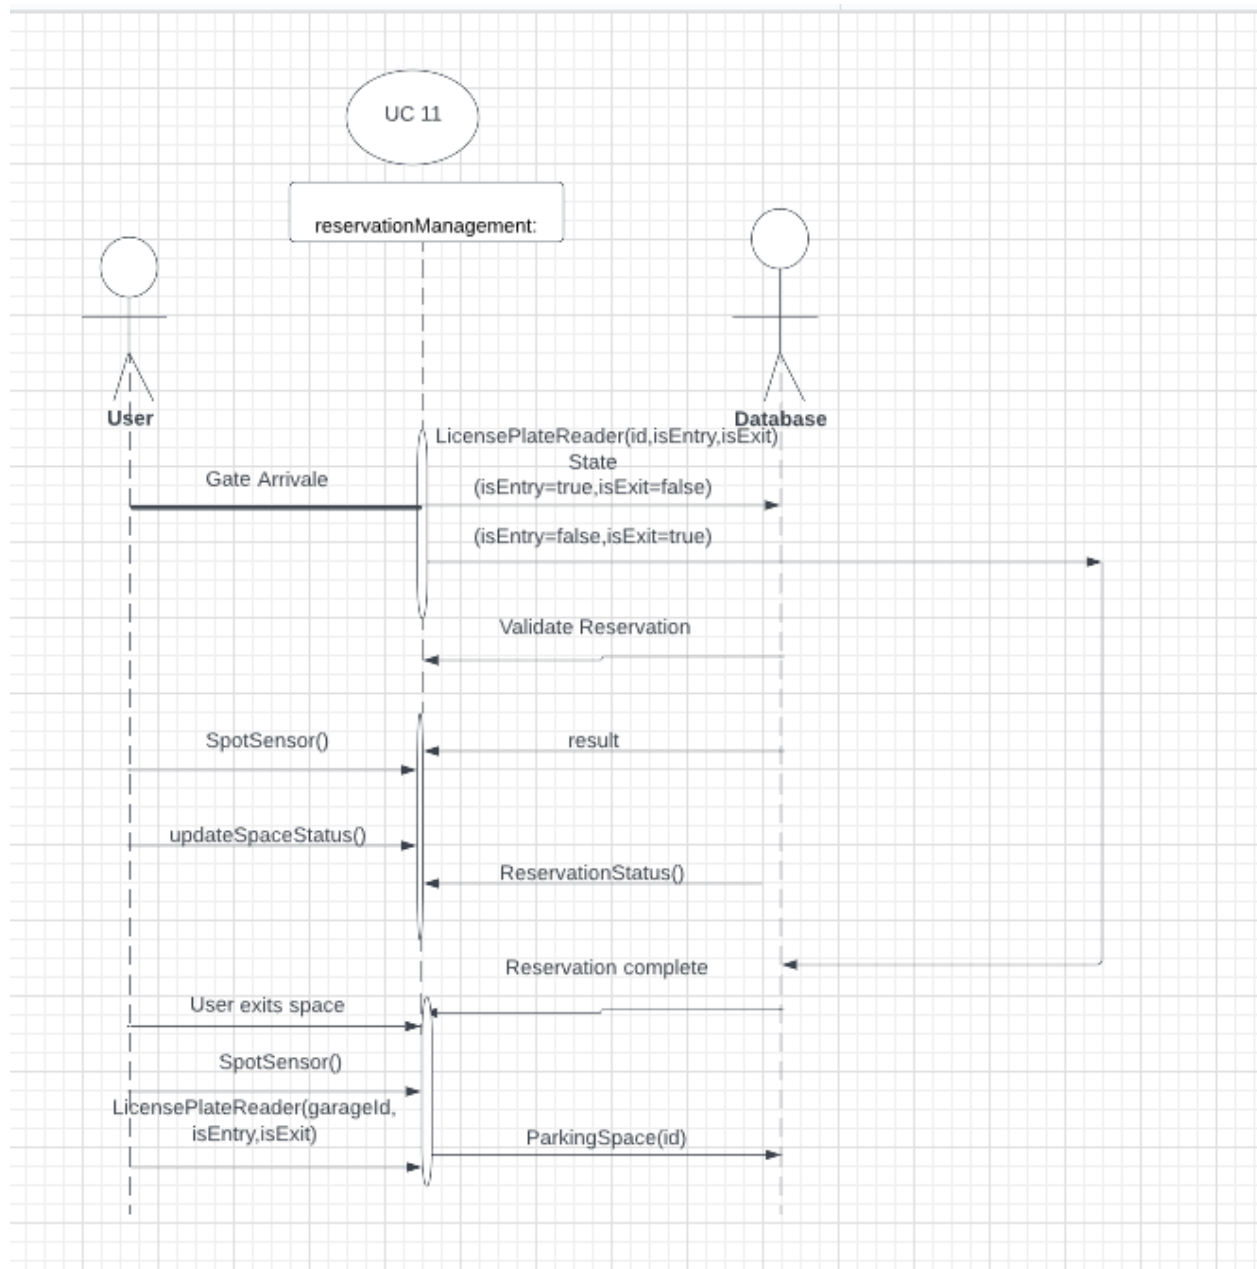 UC 11
reservationManagement:
User
Database
LicensePlateReader(id,isEntry,isExit)
State
(isEntry=true,isExit=false)
Gate Arrivale
(isEntry=false,isExit=true)
Validate Reservation
SpotSensor()
result
updateSpaceStatus()
ReservationStatus()
Reservation complete
User exits space
SpotSensor()
LicensePlateReader(garageId,
isEntry,isExit)
ParkingSpace(id)